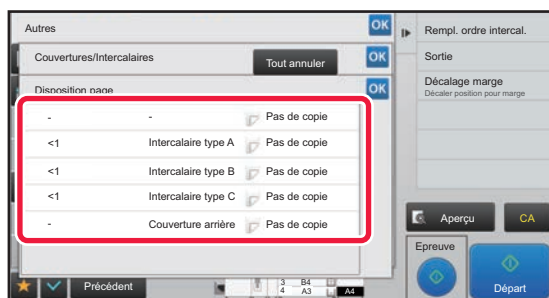 Autres
OK
Couvertures/Intercalaires
Tout annuler
OK
Disposition page
OK
- - Pas de copie
<1 Intercalaire type A Pas de copie
<1 Intercalaire type B Pas de copie
<1 Intercalaire type C Pas de copie
- Couverture arrière Pas de copie
Précédent
3 B4
4 A3
A4
Rempl. ordre intercal.
Sortie
Décalage marge
Décaler position pour marge
Aperçu
CA
Epreuve
Départ